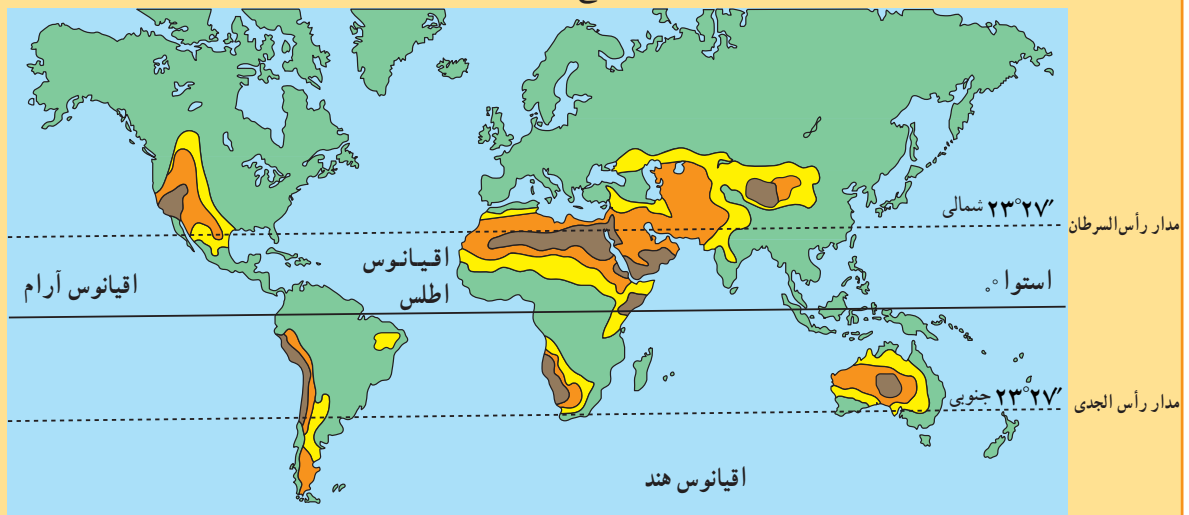 ۲۳°۲۷′ شمالی
مدار رأس‌السرطان
اقیـانـوس
اطلس
اقیانوس آرام
استوا °۰
۲۳°۲۷′ جنوبی
مدار رأس الجدی
اقیانوس هند